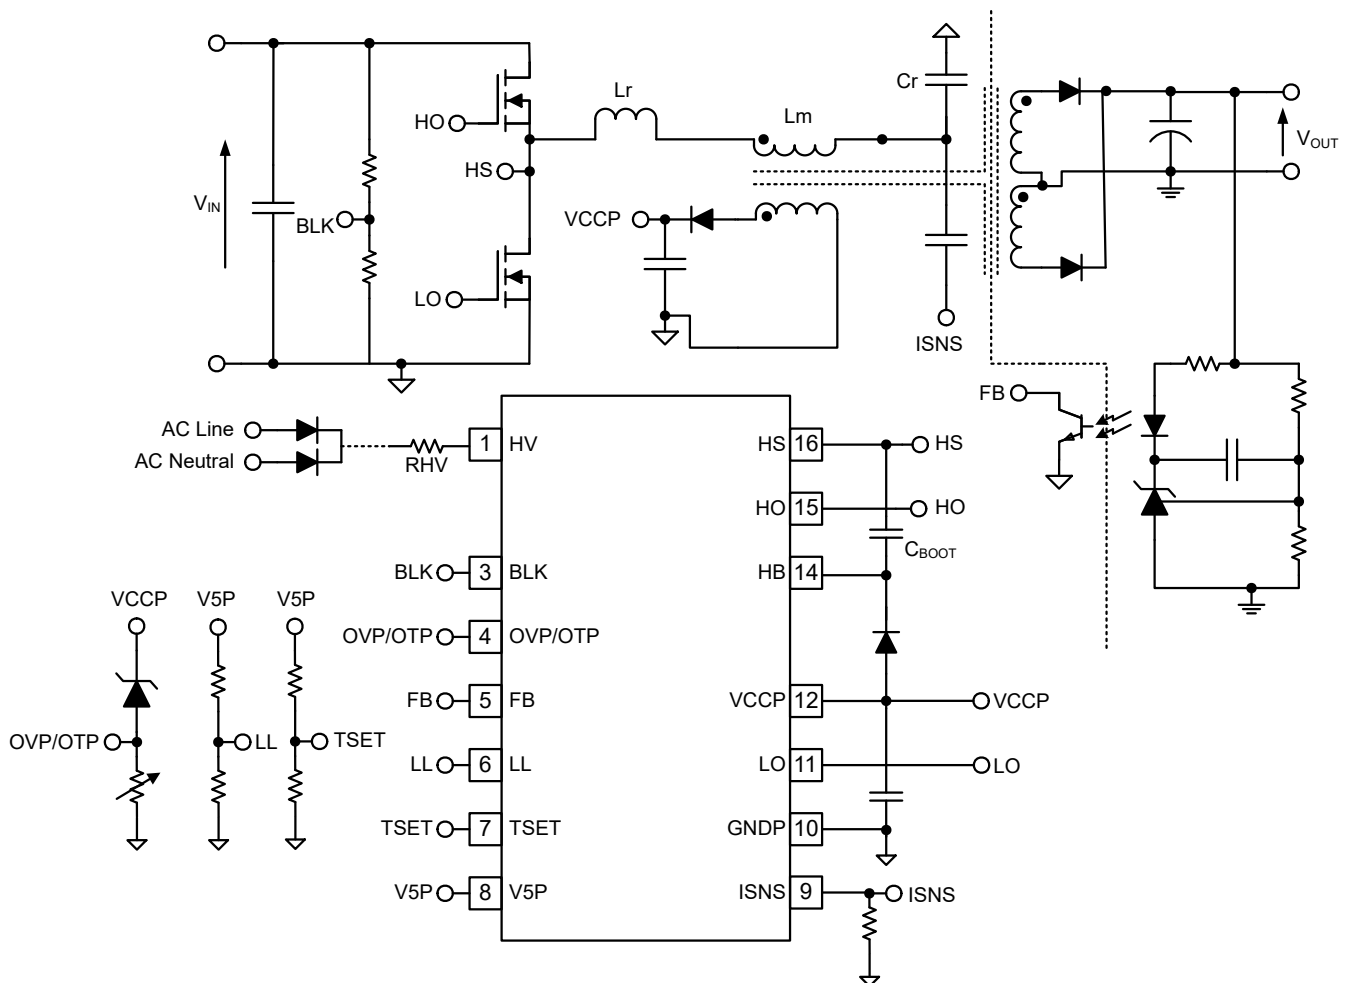 Lr
Lm
Cr
HO
HS
VIN
BLK
VCCP
LO
ISNS
VOUT
FB
AC Line
AC Neutral
RHV
1 HV
HS 16 HS
HO 15 HO
CBOOT
BLK 3 BLK
HB 14
VCCP V5P V5P
OVP/OTP 4 OVP/OTP
FB 5 FB
VCCP 12 VCCP
OVP/OTP LL TSET
LL 6 LL
LO 11 LO
TSET 7 TSET
GNDP 10
V5P 8 V5P
ISNS 9 ISNS